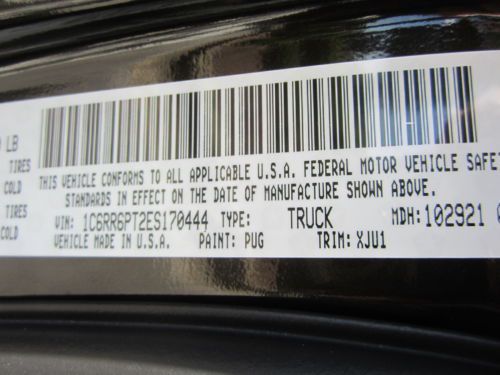 LB
TIRES
COLD
TIRES
COLD
THIS VEHICLE CONFORMS TO ALL APPLICABLE U.S.A. FEDERAL MOTOR VEHICLE SAFE
STANDARDS IN EFFECT ON THE DATE OF MANUFACTURE SHOWN ABOVE.
VIN: 1C6RR6PT2ES170444 TYPE: TRUCK MDH: 102921
VEHICLE MADE IN U.S.A. PAINT: PUG TRIM: XJU1